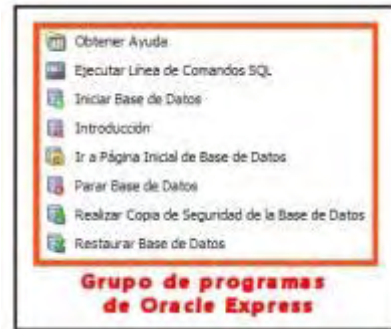 Obtener Ayuda
Ejecutar Línea de Comandos SQL
Iniciar Base de Datos
Introducción
Ir a Página Inicial de Base de Datos
Parar Base de Datos
Realizar Copia de Seguridad de la Base de Datos
Restaurar Base de Datos
Grupo de programas
de Oracle Express